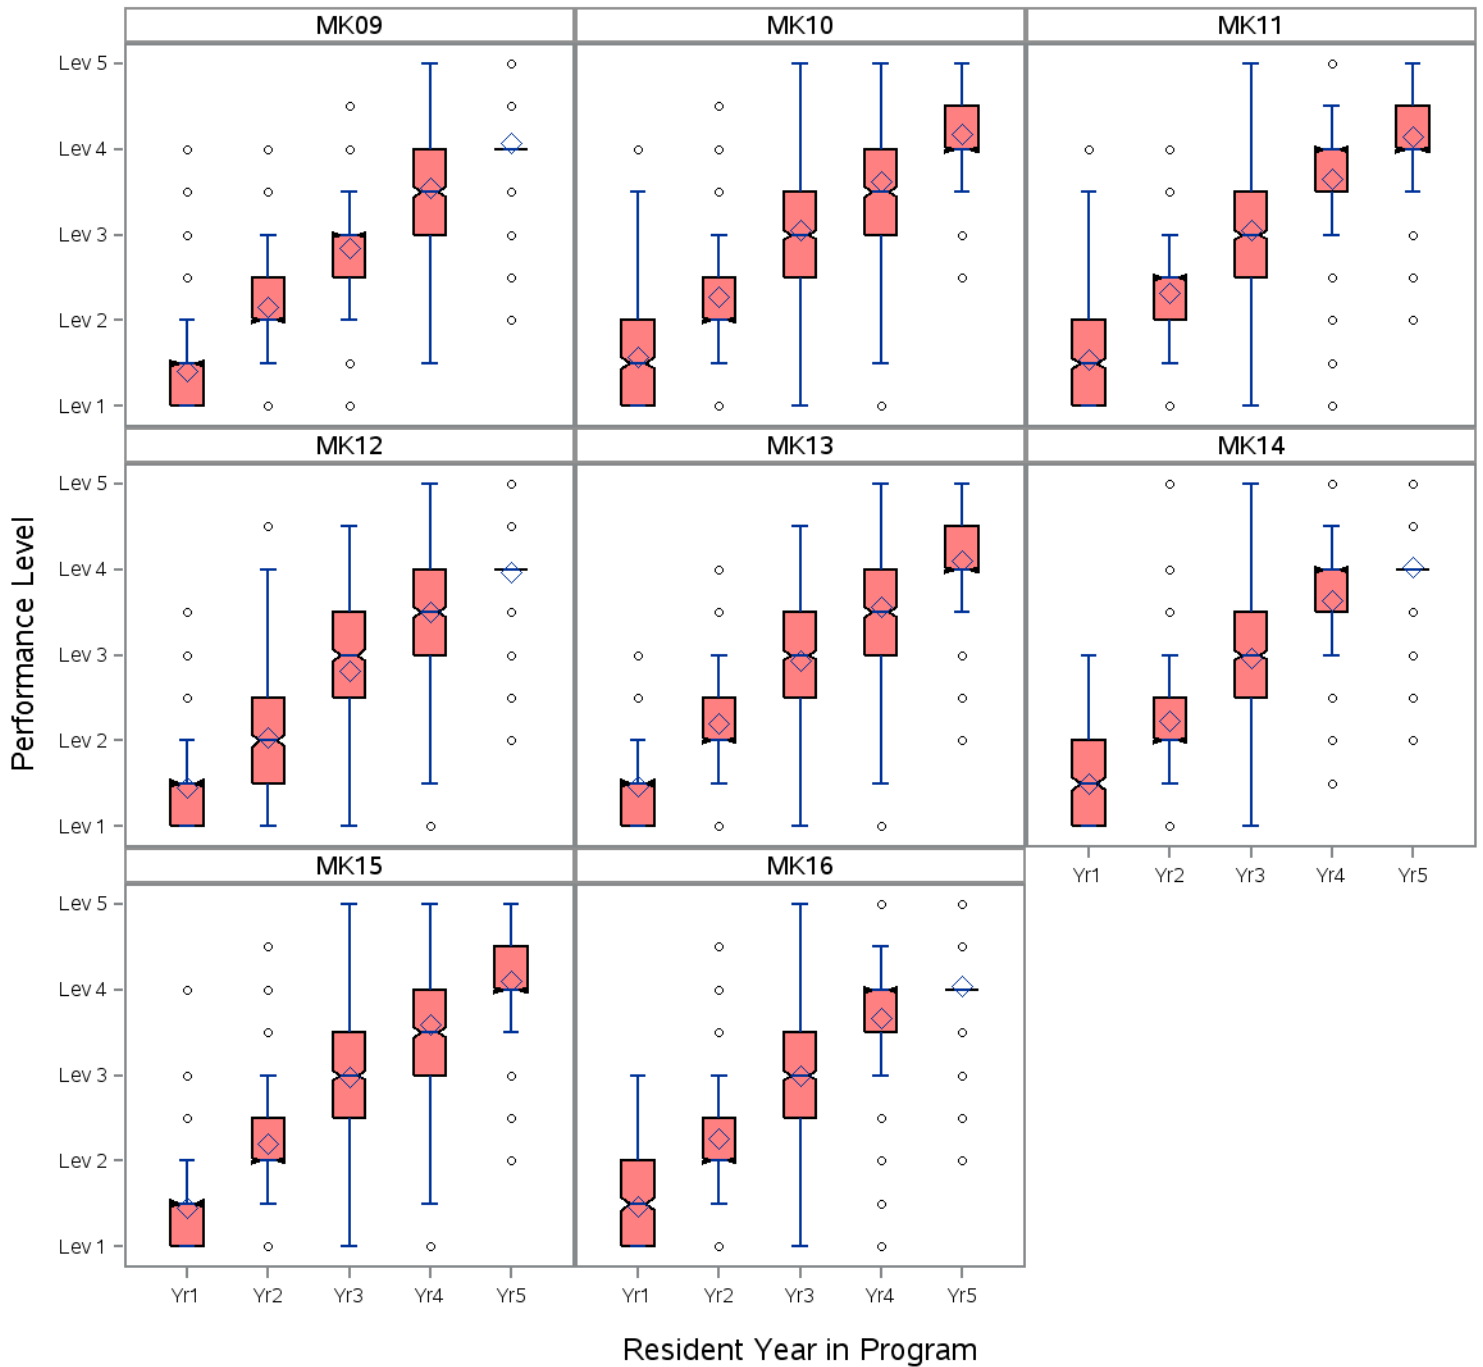 MK09 MK10 MK11
Lev 5
Lev 4
Lev 3
Lev 2
Lev 1
MK12 MK13 MK14
Lev 5
Lev 4
Lev 3
Lev 2
Lev 1
Yr1 Yr2 Yr3 Yr4 Yr5
MK15 MK16
Lev 5
Lev 4
Lev 3
Lev 2
Lev 1
Yr1 Yr2 Yr3 Yr4 Yr5 Yr1 Yr2 Yr3 Yr4 Yr5
Performance Level
Resident Year in Program